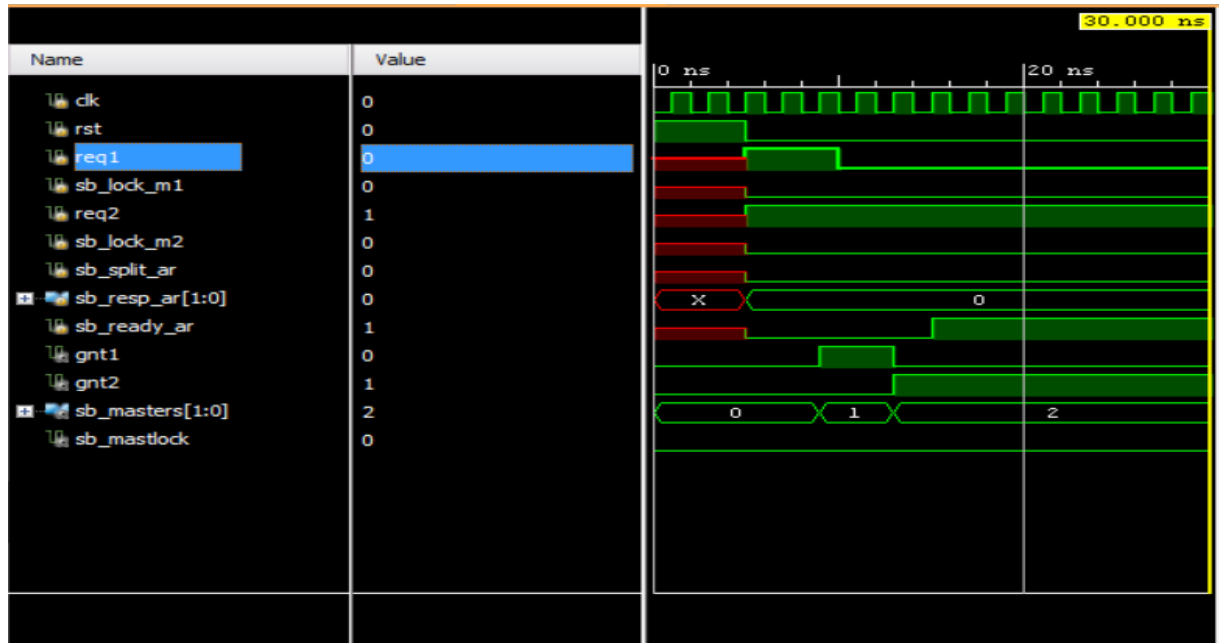 30.000 ns
Name Value
0 ns 20 ns
clk 0
rst 0
req1 0
sb_lock_m1 0
req2 1
sb_lock_m2 0
sb_split_ar 0
sb_resp_ar[1:0] 0 X 0
sb_ready_ar 1
gnt1 0
gnt2 1
sb_masters[1:0] 2 0 1 2
sb_mastlock 0